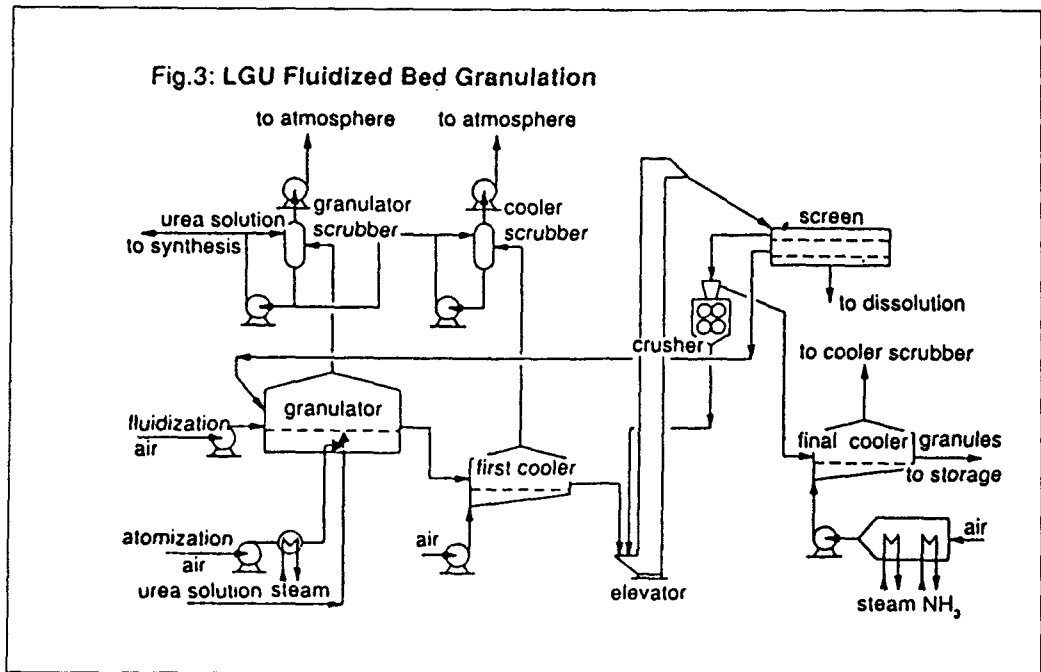 Fig.3: LGU Fluidized Bed Granulation
to atmosphere
to atmosphere
urea solution
to synthesis
granulator
scrubber
cooler
scrubber
screen
to dissolution
crusher
to cooler scrubber
granulator
fluidization
air
first cooler
final cooler
granules
to storage
atomization
air
air
air
urea solution
steam
elevator
steam NH₃